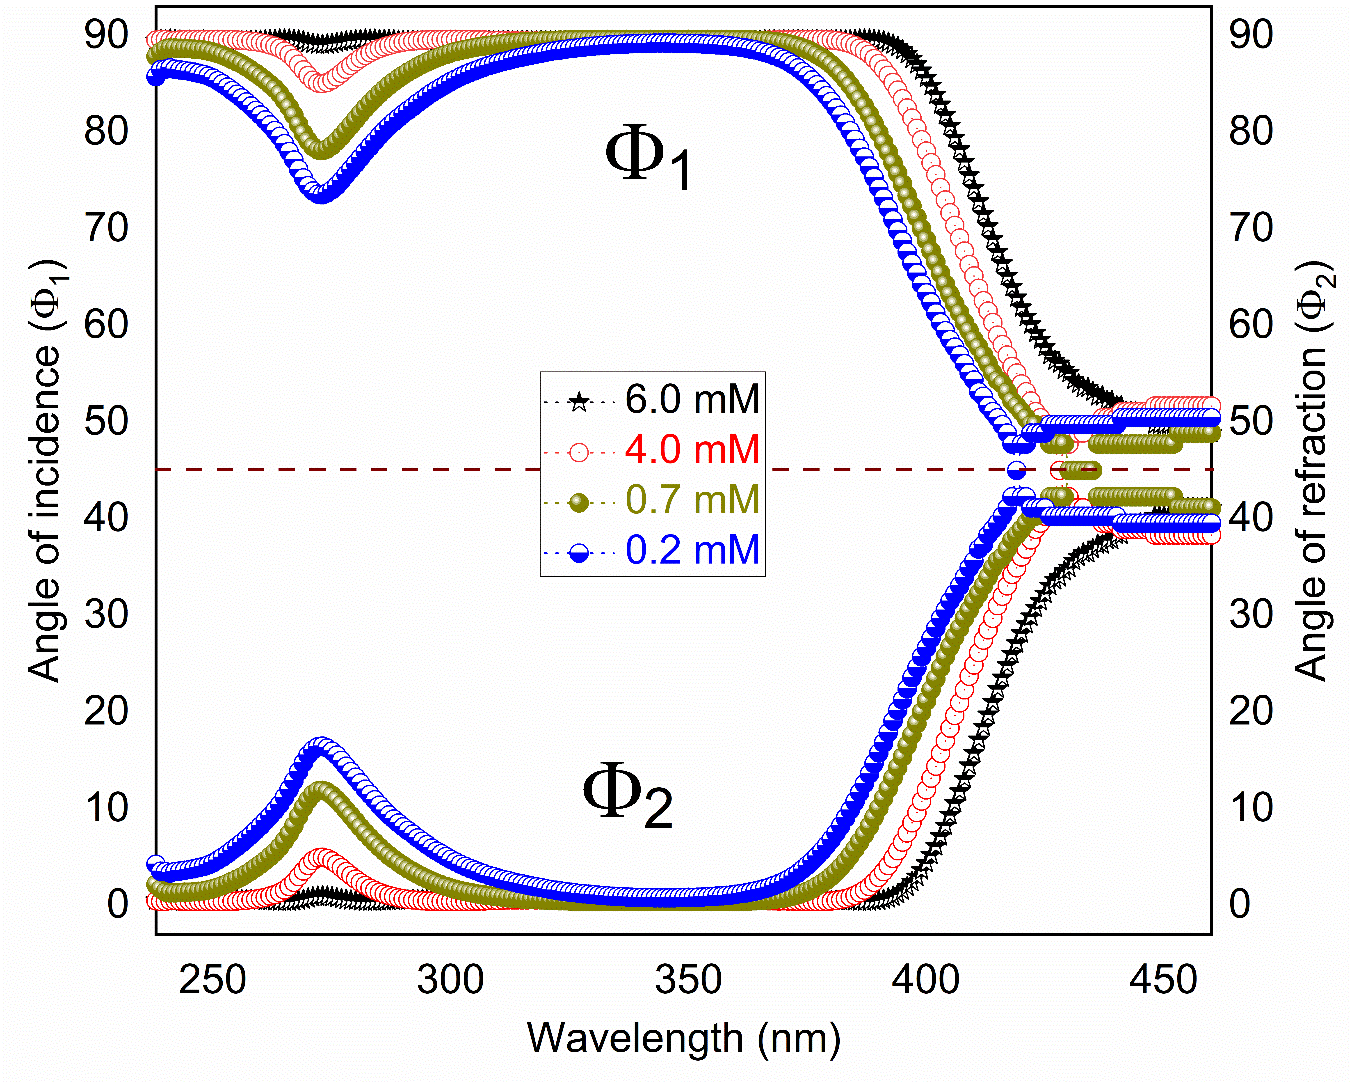 90
80
70
60
50
40
30
20
10
0
Angle of incidence (Φ1)
Φ1
6.0 mM
4.0 mM
0.7 mM
0.2 mM
Φ2
90
80
70
60
50
40
30
20
10
0
Angle of refraction (Φ2)
250 300 350 400 450
Wavelength (nm)